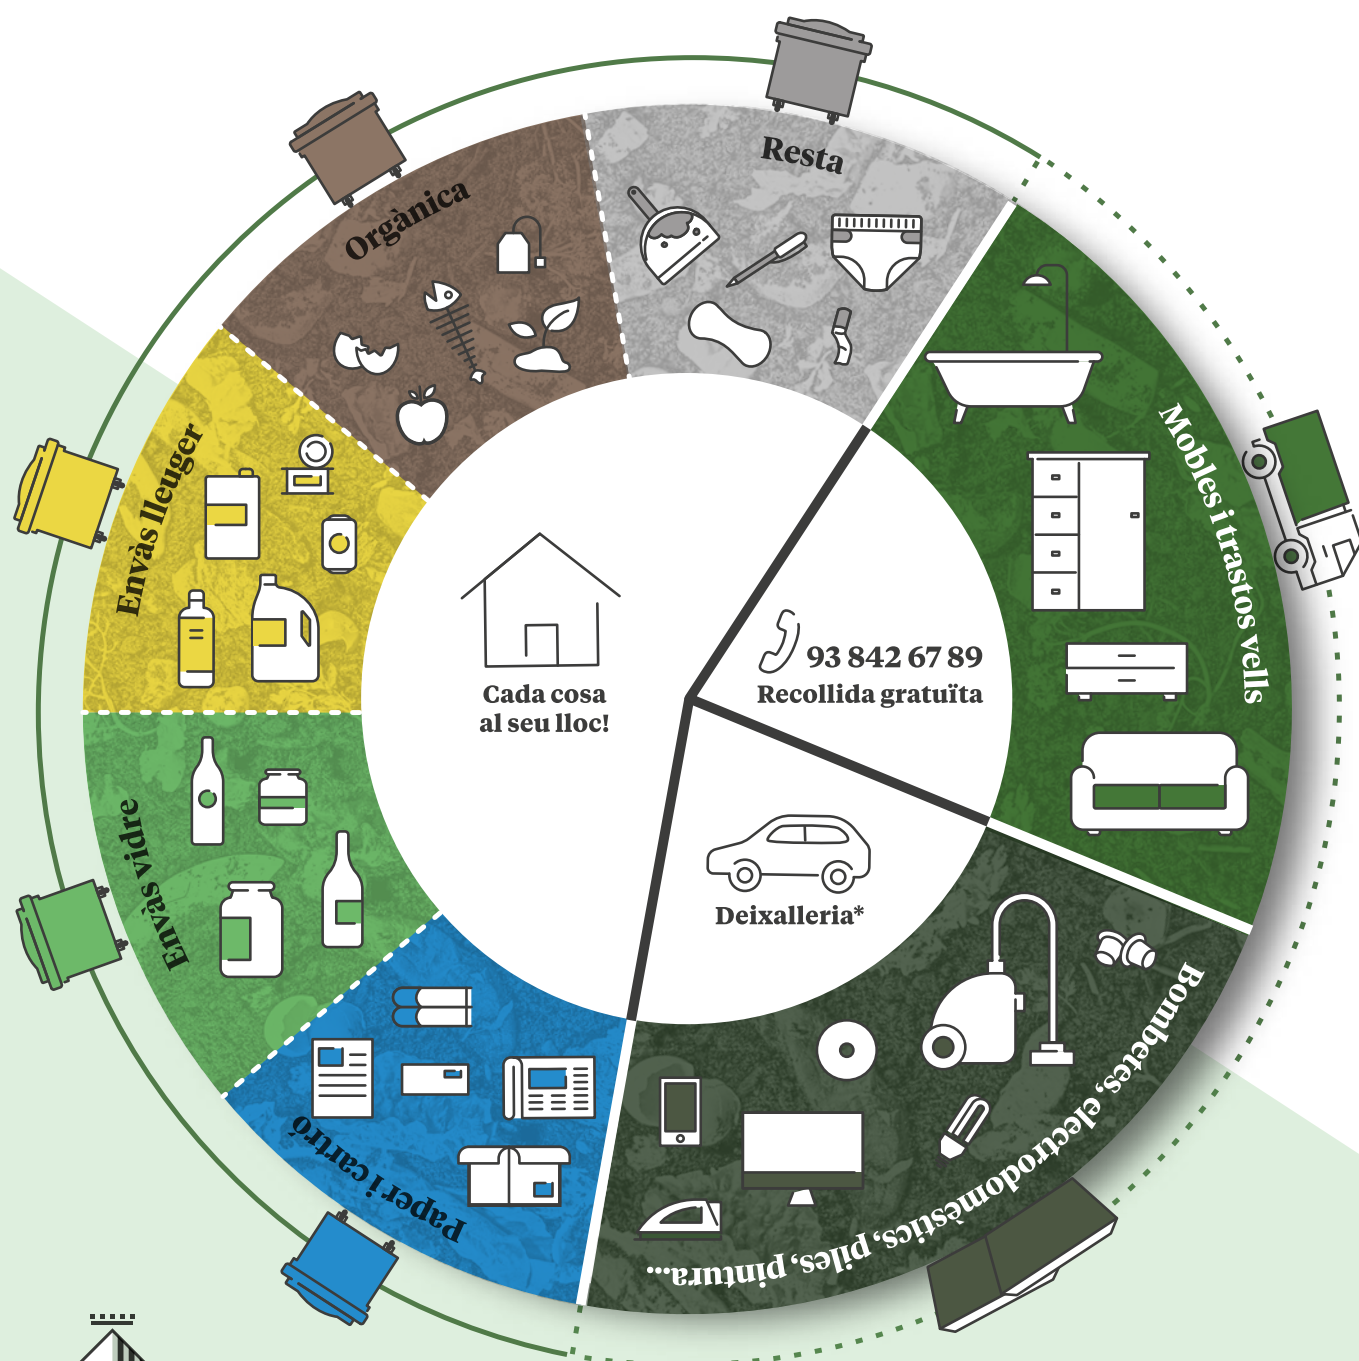 Resta
Orgànica
Envàs lleuger
Envàs vidre
Paper i cartró
Mobles i trastos vells
Bombetes, electrodomèstics, piles, pintura...
Cada cosa
al seu lloc!
93 842 67 89
Recollida gratuïta
Deixalleria*